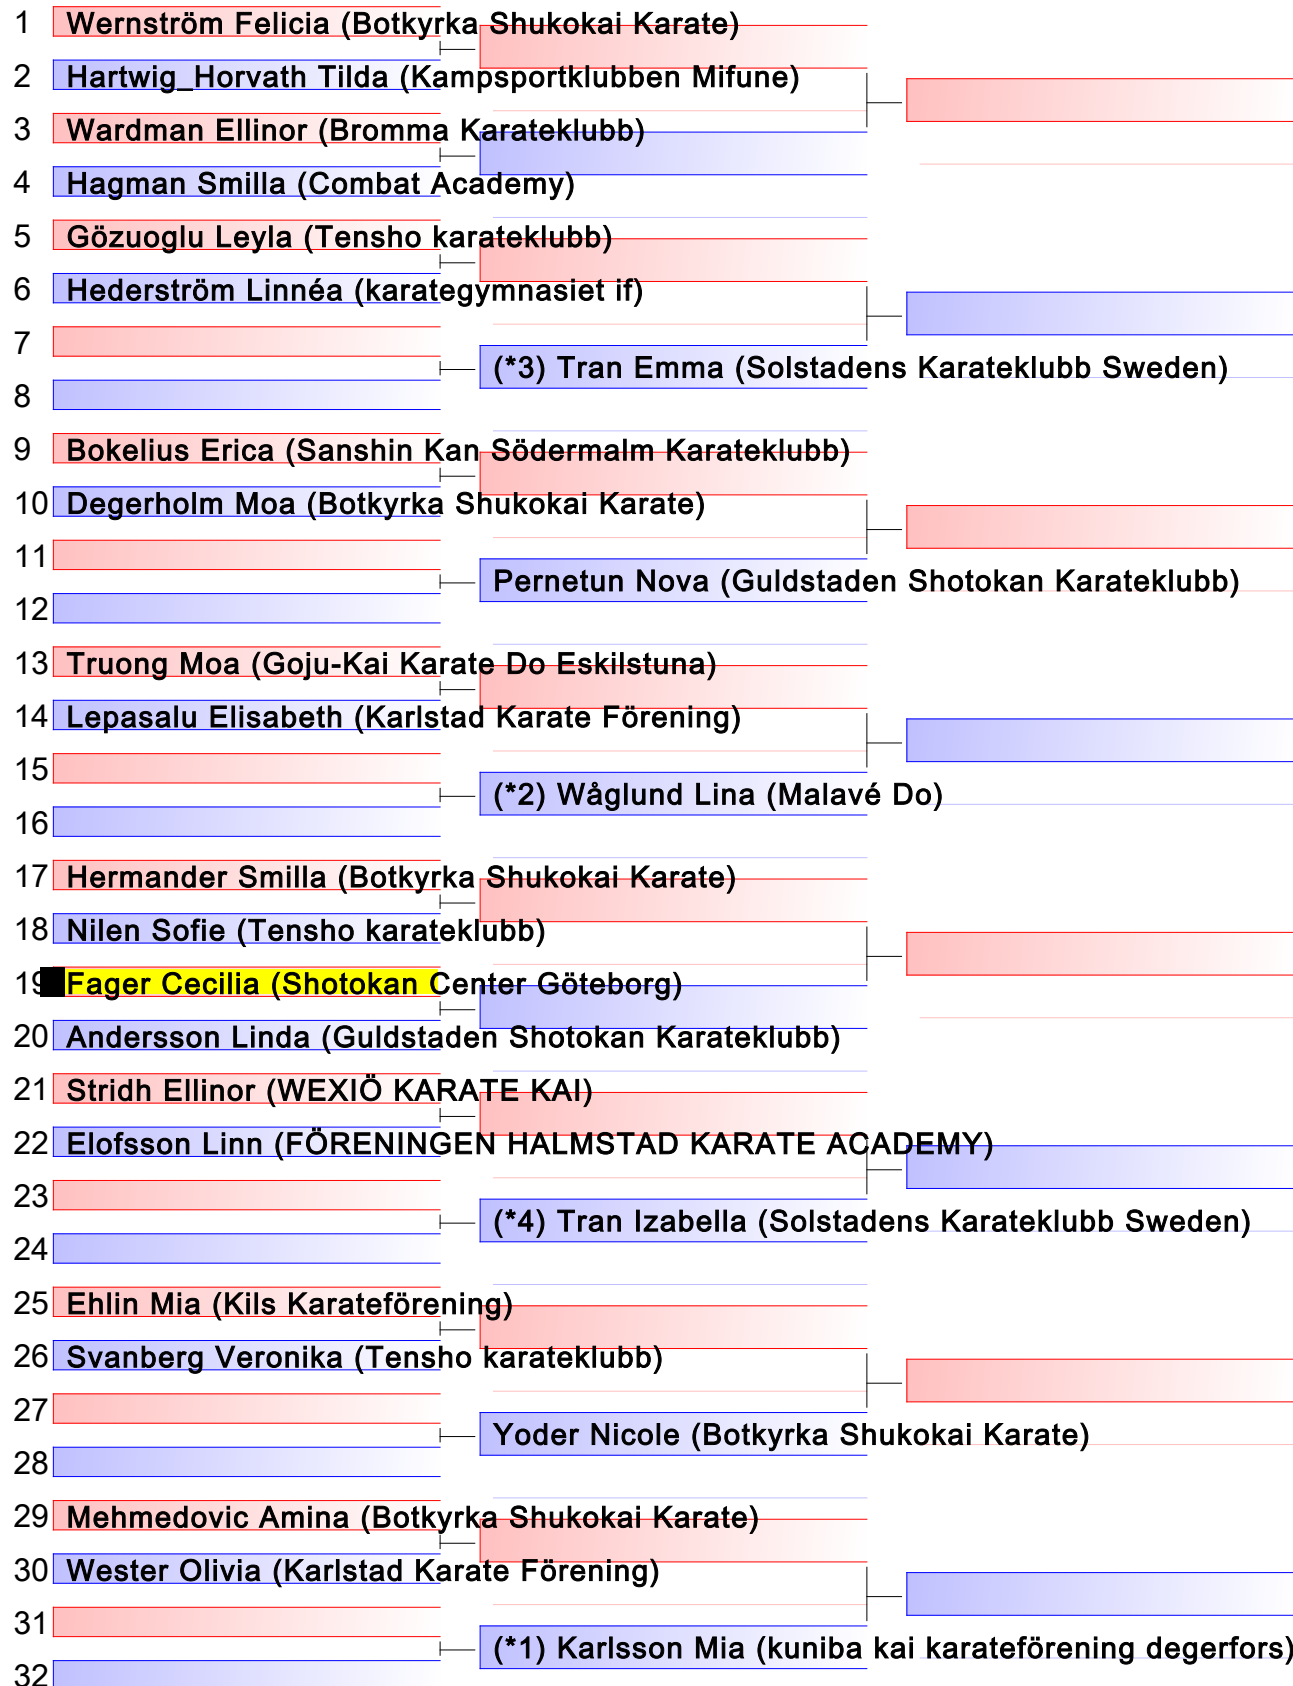 1 Wernström Felicia (Botkyrka Shukokai Karate)
2 Hartwig_Horvath Tilda (Kampsportklubben Mifune)
3 Wardman Ellinor (Bromma Karateklubb)
4 Hagman Smilla (Combat Academy)
5 Gözuoglu Leyla (Tensho karateklubb)
6 Hederström Linnéa (karategymnasiet if)
7
(*3) Tran Emma (Solstadens Karateklubb Sweden)
8
9 Bokelius Erica (Sanshin Kan Södermalm Karateklubb)
10 Degerholm Moa (Botkyrka Shukokai Karate)
11
Pernetun Nova (Guldstaden Shotokan Karateklubb)
12
13 Truong Moa (Goju-Kai Karate Do Eskilstuna)
14 Lepasalu Elisabeth (Karlstad Karate Förening)
15
(*2) Wåglund Lina (Malavé Do)
16
17 Hermander Smilla (Botkyrka Shukokai Karate)
18 Nilen Sofie (Tensho karateklubb)
19 Fager Cecilia (Shotokan Center Göteborg)
20 Andersson Linda (Guldstaden Shotokan Karateklubb)
21 Stridh Ellinor (WEXIÖ KARATE KAI)
22 Elofsson Linn (FÖRENINGEN HALMSTAD KARATE ACADEMY)
23
(*4) Tran Izabella (Solstadens Karateklubb Sweden)
24
25 Ehlin Mia (Kils Karateförening)
26 Svanberg Veronika (Tensho karateklubb)
27
Yoder Nicole (Botkyrka Shukokai Karate)
28
29 Mehmedovic Amina (Botkyrka Shukokai Karate)
30 Wester Olivia (Karlstad Karate Förening)
31
(*1) Karlsson Mia (kuniba kai karateförening degerfors)
32